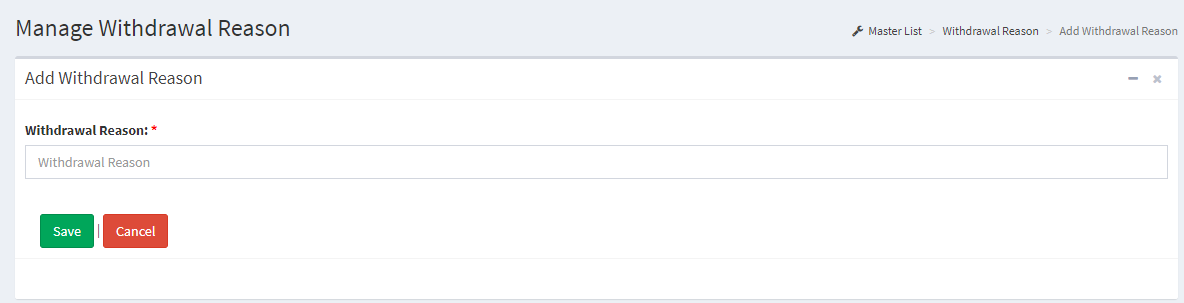 Manage Withdrawal Reason
Master List > Withdrawal Reason > Add Withdrawal Reason
Add Withdrawal Reason
Withdrawal Reason: *
Withdrawal Reason
Save | Cancel